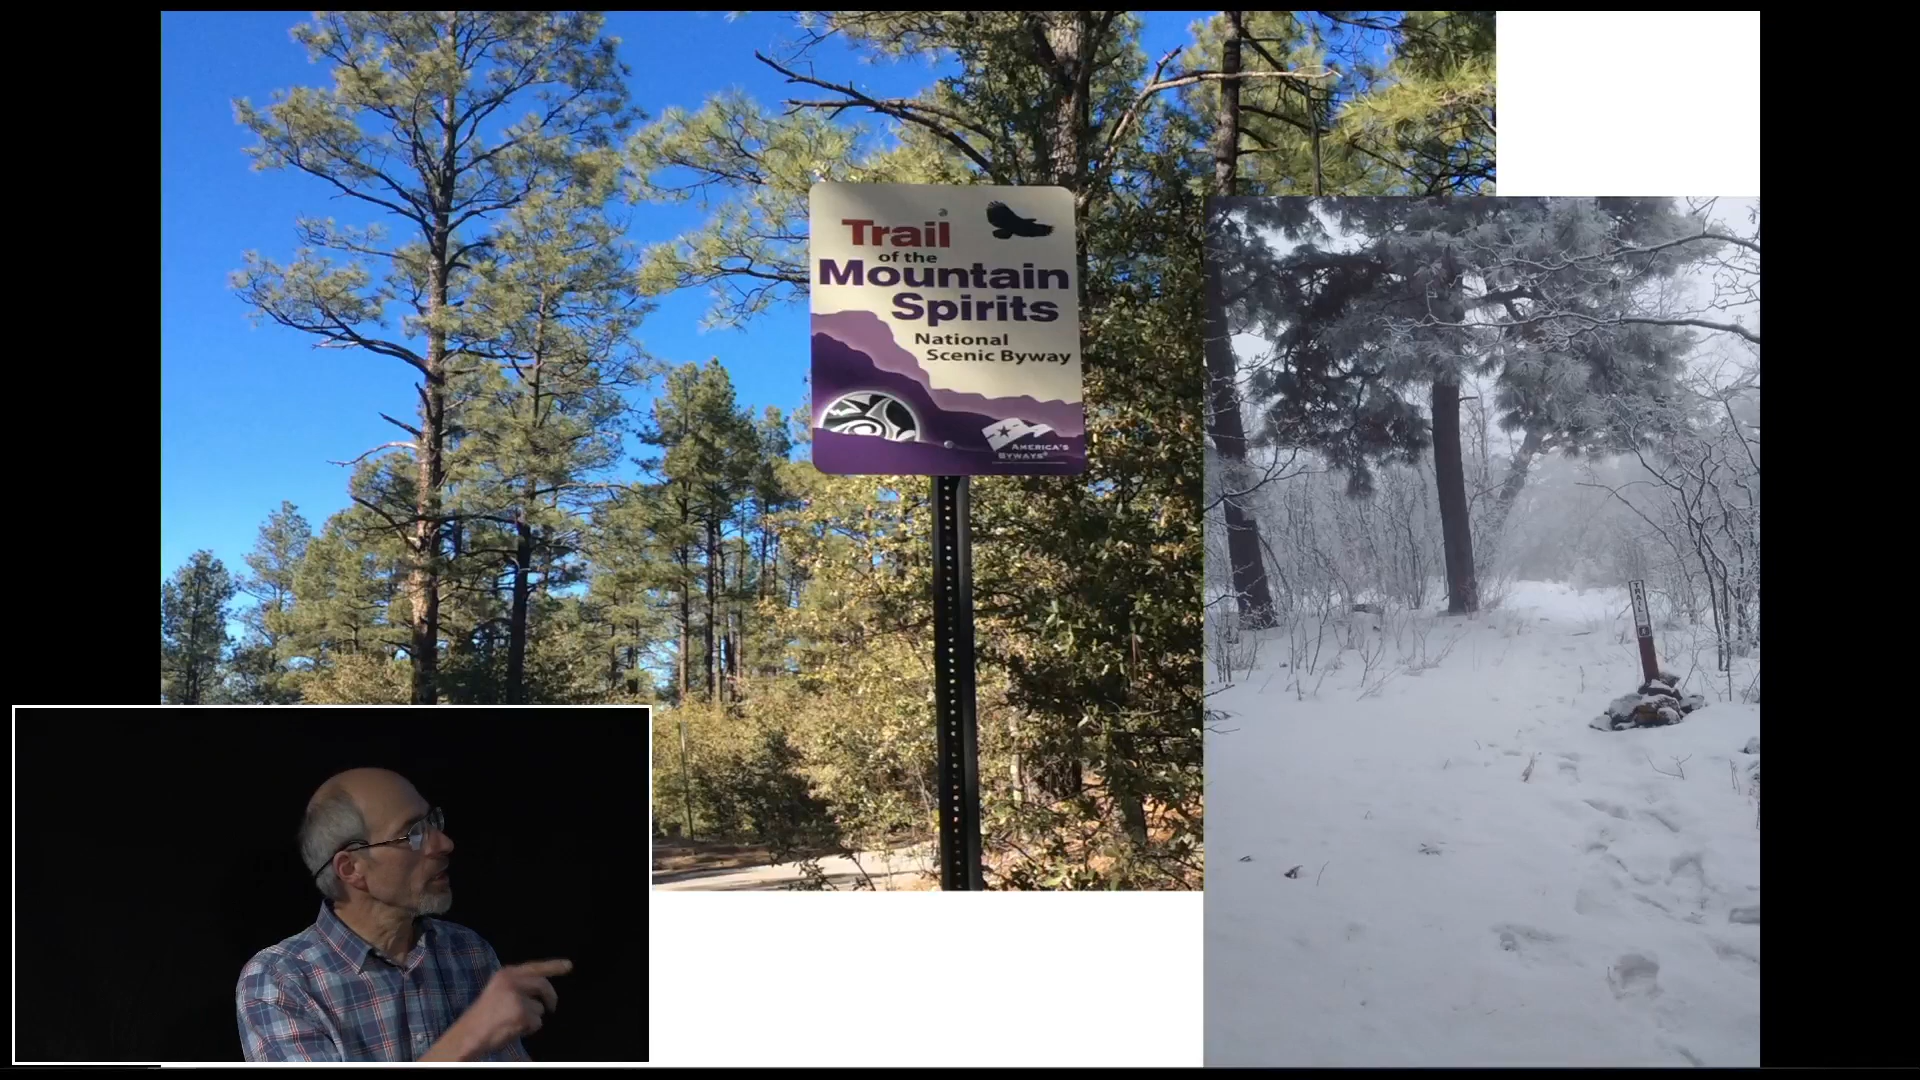 Trail
of the
Mountain
Spirits
National
Scenic Byway
AMERICA'S
BYWAYS®
TRAIL